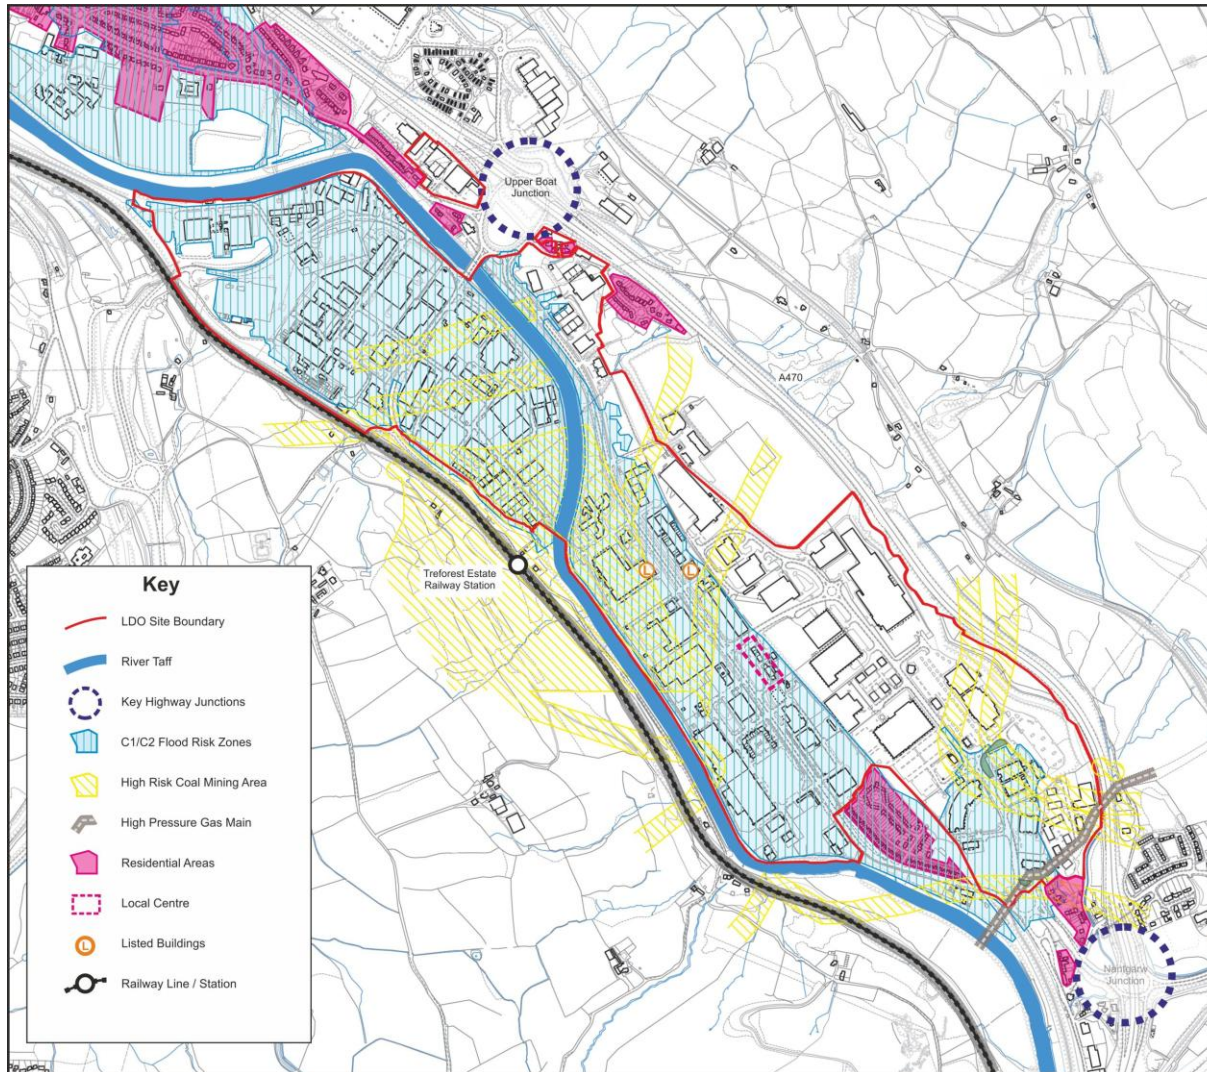 Upper Boat
Junction
A470
Treforest Estate
Railway Station
L
L
Key
LDO Site Boundary
River Taff
Key Highway Junctions
C1/C2 Flood Risk Zones
High Risk Coal Mining Area
High Pressure Gas Main
Residential Areas
Local Centre
L
Listed Buildings
Railway Line / Station
Nantgarw
Junction